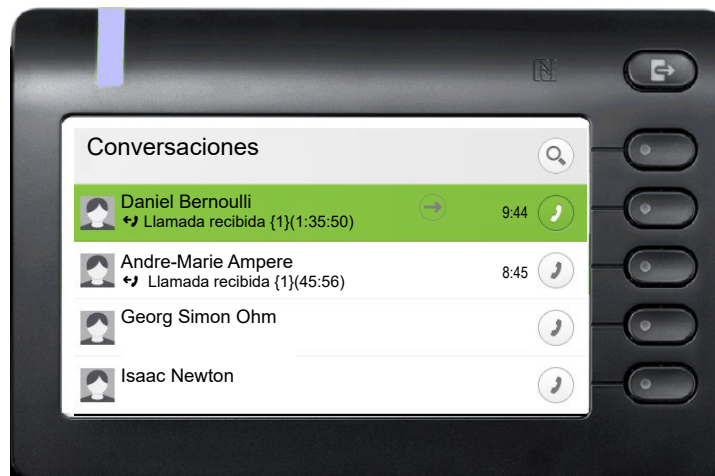 Conversaciones
Daniel Bernoulli
Llamada recibida {1}(1:35:50)
9:44
Andre-Marie Ampere
Llamada recibida {1}(45:56)
8:45
Georg Simon Ohm
Isaac Newton